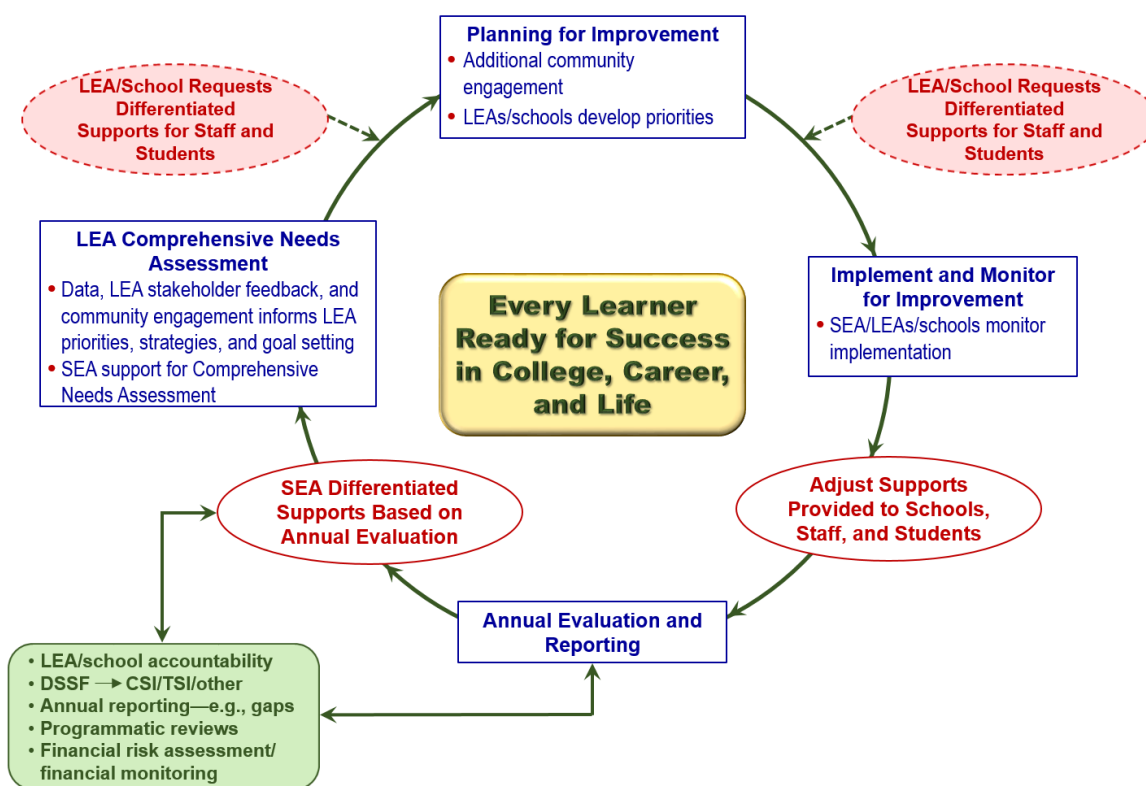 Planning for Improvement
• Additional community
engagement
• LEAs/schools develop priorities
LEA/School Requests
Differentiated
Supports for Staff and
Students
LEA/School Requests
Differentiated
Supports for Staff and
Students
LEA Comprehensive Needs
Assessment
• Data, LEA stakeholder feedback, and
community engagement informs LEA
priorities, strategies, and goal setting
• SEA support for Comprehensive
Needs Assessment
Every Learner
Ready for Success
in College, Career,
and Life
Implement and Monitor
for Improvement
• SEA/LEAs/schools monitor
implementation
SEA Differentiated
Supports Based on
Annual Evaluation
Adjust Supports
Provided to Schools,
Staff, and Students
Annual Evaluation and
Reporting
• LEA/school accountability
• DSSF → CSI/TSI/other
• Annual reporting—e.g., gaps
• Programmatic reviews
• Financial risk assessment/
financial monitoring